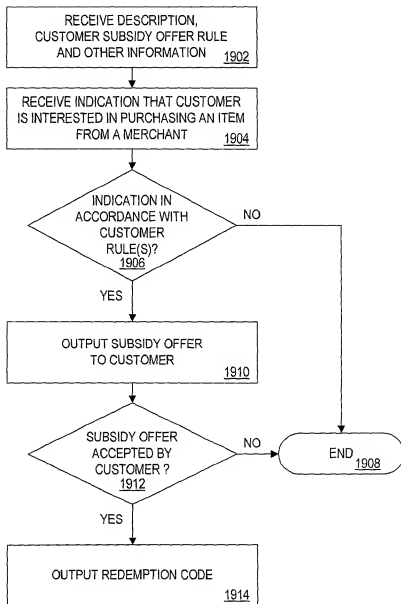 RECEIVE DESCRIPTION,
CUSTOMER SUBSIDY OFFER RULE
AND OTHER INFORMATION
1902
RECEIVE INDICATION THAT CUSTOMER
IS INTERESTED IN PURCHASING AN ITEM
FROM A MERCHANT
1904
INDICATION IN
ACCORDANCE WITH
CUSTOMER
RULE(S)?
1906
NO
YES
OUTPUT SUBSIDY OFFER
TO CUSTOMER
1910
SUBSIDY OFFER
ACCEPTED BY
CUSTOMER ?
1912
NO
END
1908
YES
OUTPUT REDEMPTION CODE
1914